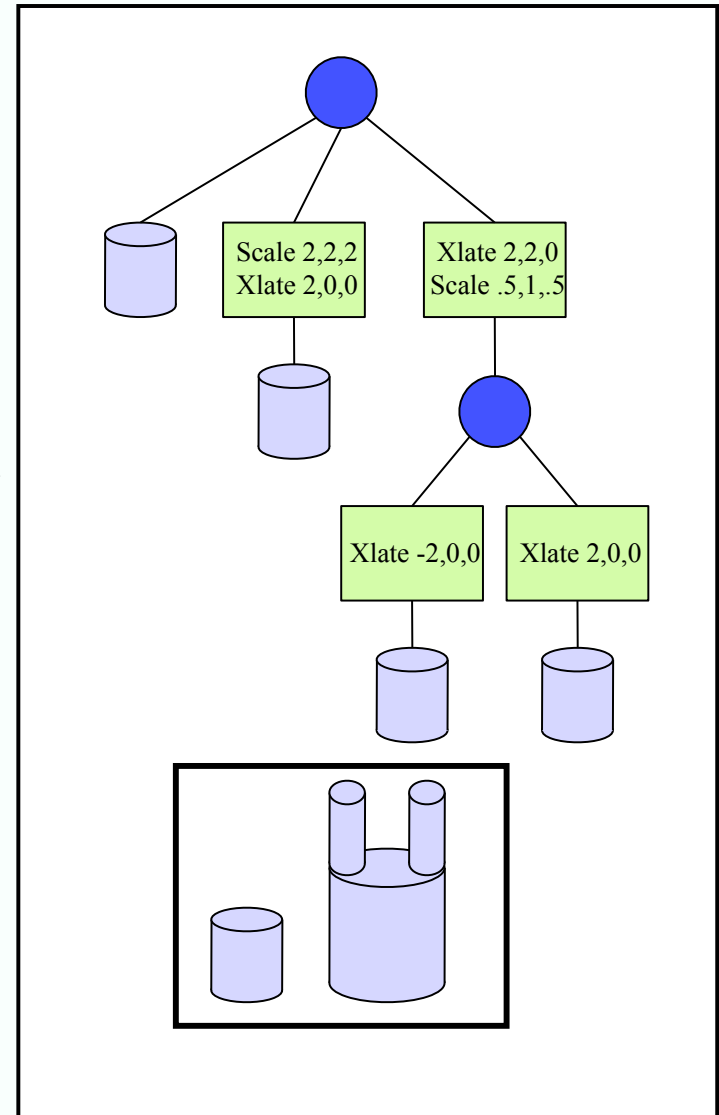 Scale 2,2,2
Xlate 2,0,0
Xlate 2,2,0
Scale .5,1,.5
Xlate -2,0,0
Xlate 2,0,0